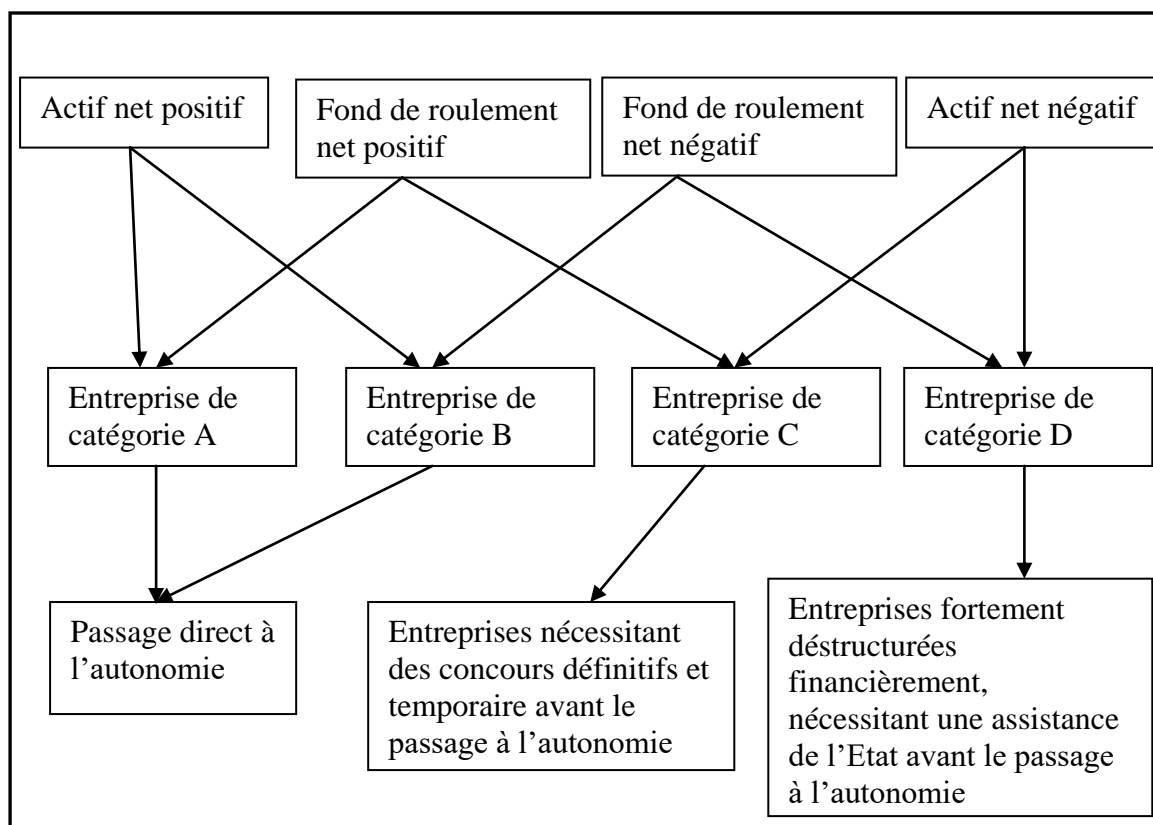 Actif net positif
Fond de roulement
net positif
Fond de roulement
net négatif
Actif net négatif
Entreprise de
catégorie A
Entreprise de
catégorie B
Entreprise de
catégorie C
Entreprise de
catégorie D
Passage direct à
l’autonomie
Entreprises nécessitant
des concours définitifs et
temporaire avant le
passage à l’autonomie
Entreprises fortement
déstructurées
financièrement,
nécessitant une assistance
de l’Etat avant le passage
à l’autonomie